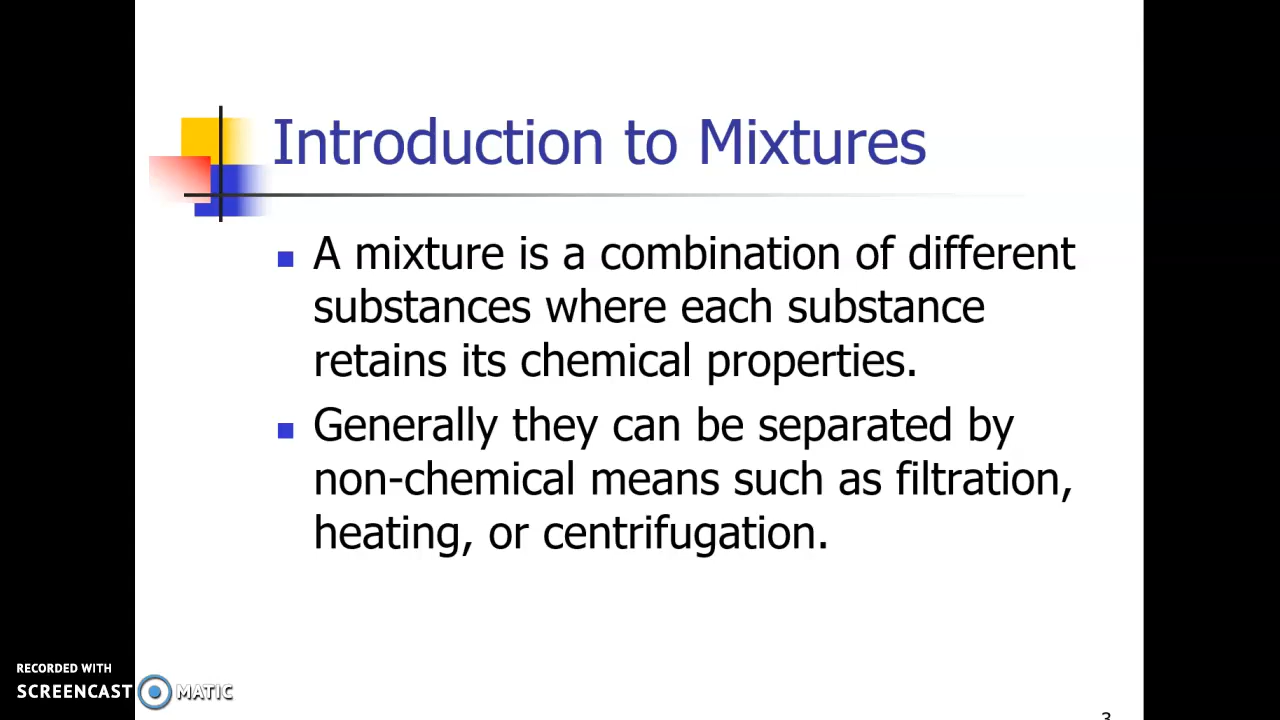 Introduction to Mixtures
A mixture is a combination of different
substances where each substance
retains its chemical properties.
Generally they can be separated by
non-chemical means such as filtration,
heating, or centrifugation.
RECORDED WITH
SCREENCAST MATIC
3